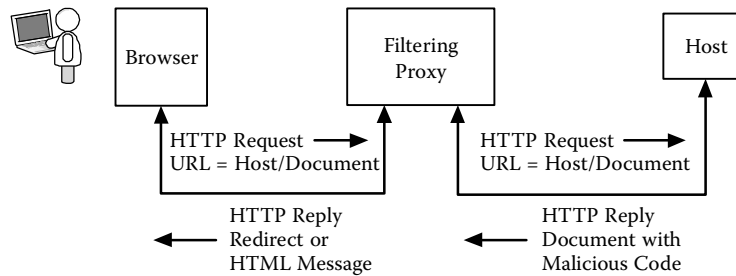 Browser
Filtering
Proxy
Host
HTTP Request
URL = Host/Document
HTTP Request
URL = Host/Document
HTTP Reply
Redirect or
HTML Message
HTTP Reply
Document with
Malicious Code